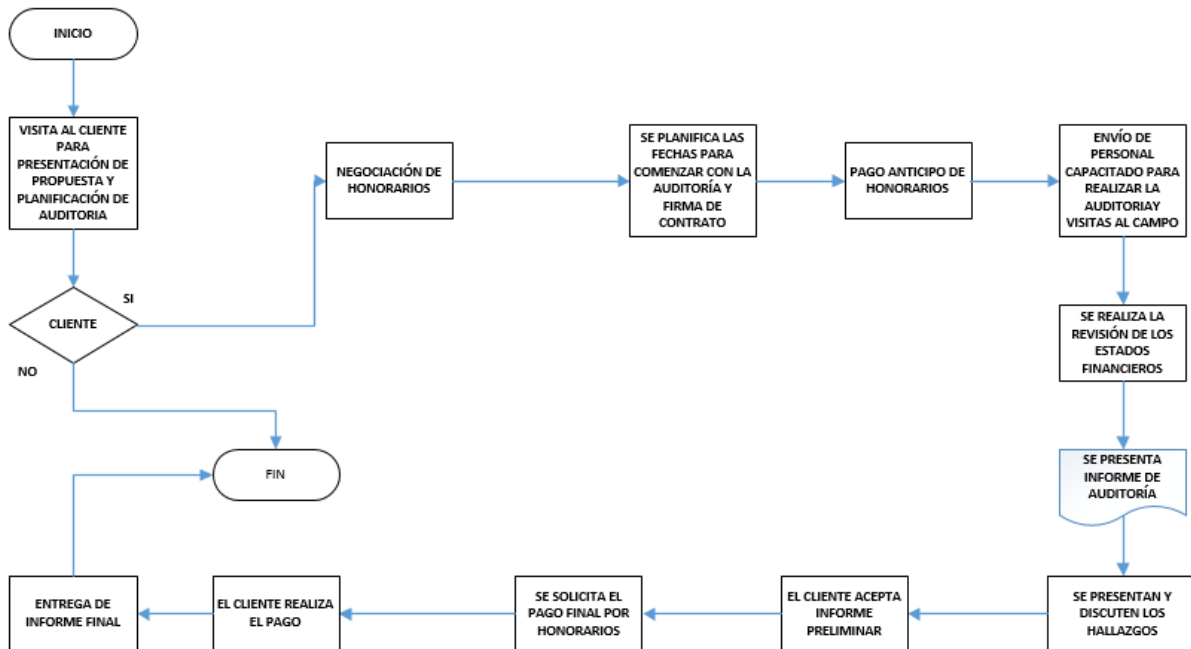 INICIO
VISITA AL CLIENTE
PARA
PRESENTACIÓN DE
PROPUESTA Y
PLANIFICACIÓN DE
AUDITORIA
CLIENTE
SI
NO
NEGOCIACIÓN DE
HONORARIOS
SE PLANIFICA LAS
FECHAS PARA
COMENZAR CON LA
AUDITORÍA Y
FIRMA DE
CONTRATO
PAGO ANTICIPO DE
HONORARIOS
ENVÍO DE
PERSONAL
CAPACITADO PARA
REALIZAR LA
AUDITORIAY
VISITAS AL CAMPO
SE REALIZA LA
REVISIÓN DE LOS
ESTADOS
FINANCIEROS
SE PRESENTA
INFORME DE
AUDITORÍA
SE PRESENTAN Y
DISCUTEN LOS
HALLAZGOS
EL CLIENTE ACEPTA
INFORME
PRELIMINAR
SE SOLICITA EL
PAGO FINAL POR
HONORARIOS
EL CLIENTE REALIZA
EL PAGO
ENTREGA DE
INFORME FINAL
FIN